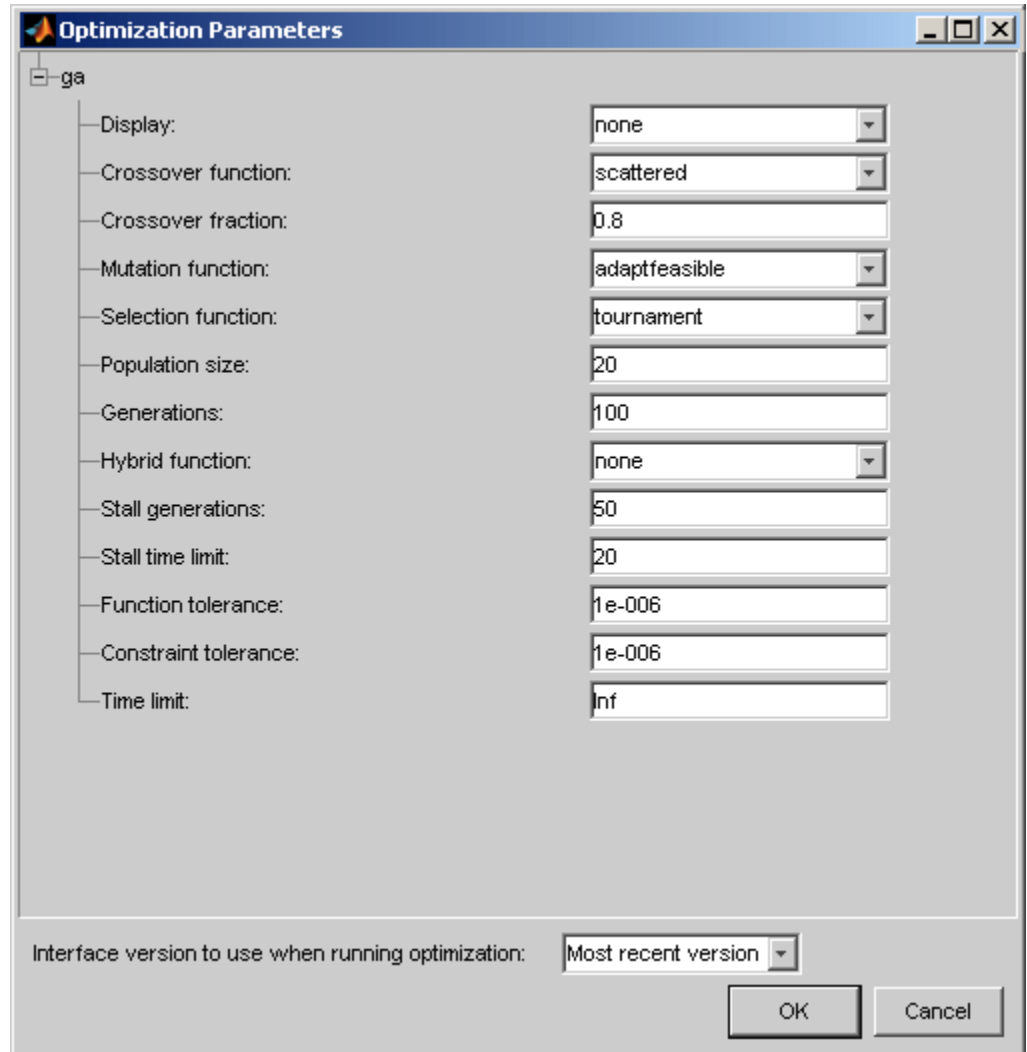 Optimization Parameters
ga
Display: none
Crossover function: scattered
Crossover fraction: 0.8
Mutation function: adaptfeasible
Selection function: tournament
Population size: 20
Generations: 100
Hybrid function: none
Stall generations: 50
Stall time limit: 20
Function tolerance: 1e-006
Constraint tolerance: 1e-006
Time limit: Inf
Interface version to use when running optimization: Most recent version
OK Cancel